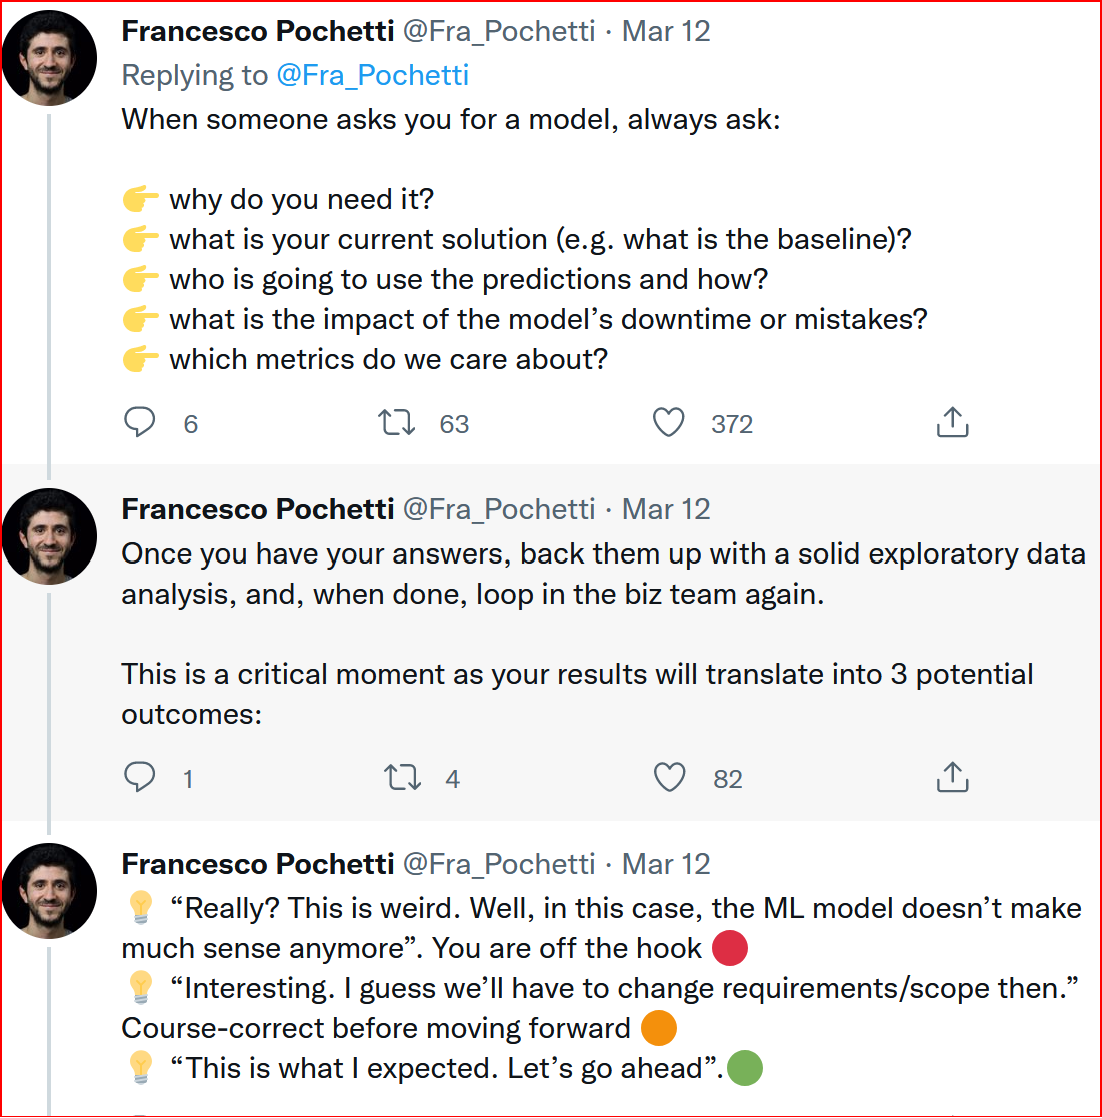 Francesco Pochetti @Fra_Pochetti · Mar 12
Replying to @Fra_Pochetti
When someone asks you for a model, always ask:
👉 why do you need it?
👉 what is your current solution (e.g. what is the baseline)?
👉 who is going to use the predictions and how?
👉 what is the impact of the model’s downtime or mistakes?
👉 which metrics do we care about?
6 63 372
Francesco Pochetti @Fra_Pochetti · Mar 12
Once you have your answers, back them up with a solid exploratory data
analysis, and, when done, loop in the biz team again.
This is a critical moment as your results will translate into 3 potential
outcomes:
1 4 82
Francesco Pochetti @Fra_Pochetti · Mar 12
💡 “Really? This is weird. Well, in this case, the ML model doesn’t make
much sense anymore”. You are off the hook 🔴
💡 “Interesting. I guess we’ll have to change requirements/scope then.”
Course-correct before moving forward 🟠
💡 “This is what I expected. Let’s go ahead”.🟢